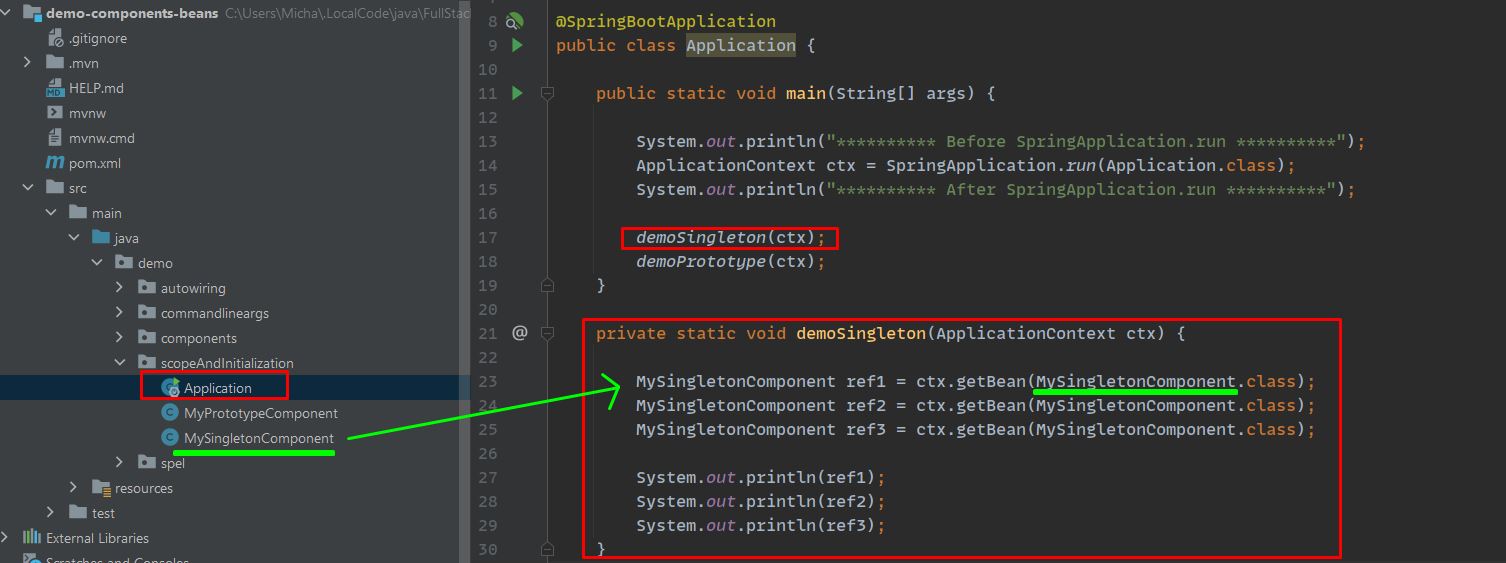 demo-components-beans C:\Users\Micha\.LocalCode\java\FullStac
.gitignore
.mvn
HELP.md
mvnw
mvnw.cmd
pom.xml
src
main
java
demo
autowiring
commandlineargs
components
scopeAndInitialization
Application
MyPrototypeComponent
MySingletonComponent
spel
resources
test
External Libraries
Scratches and Consoles
8 @SpringBootApplication
9 public class Application {
10
11 public static void main(String[] args) {
12
13 System.out.println("********** Before SpringApplication.run **********");
14 ApplicationContext ctx = SpringApplication.run(Application.class);
15 System.out.println("********** After SpringApplication.run **********");
16
17 demoSingleton(ctx);
18 demoPrototype(ctx);
19 }
20
21 @ private static void demoSingleton(ApplicationContext ctx) {
22
23 MySingletonComponent ref1 = ctx.getBean(MySingletonComponent.class);
24 MySingletonComponent ref2 = ctx.getBean(MySingletonComponent.class);
25 MySingletonComponent ref3 = ctx.getBean(MySingletonComponent.class);
26
27 System.out.println(ref1);
28 System.out.println(ref2);
29 System.out.println(ref3);
30 }